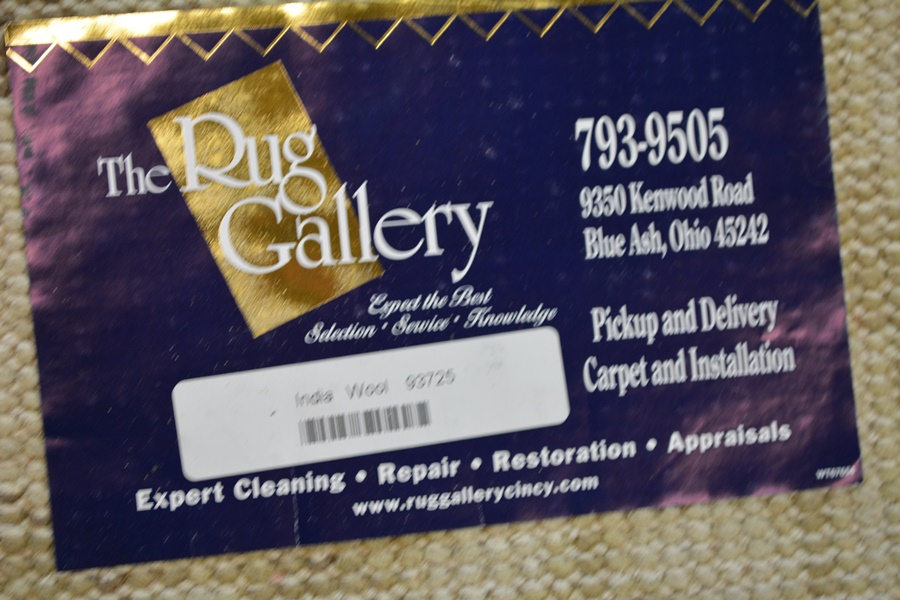 The Rug
Gallery
Expect the Best
Selection • Service • Knowledge
793-9505
9350 Kenwood Road
Blue Ash, Ohio 45242
Pickup and Delivery
Carpet and Installation
India Wool 93725
Expert Cleaning • Repair • Restoration • Appraisals
www.ruggallerycincy.com